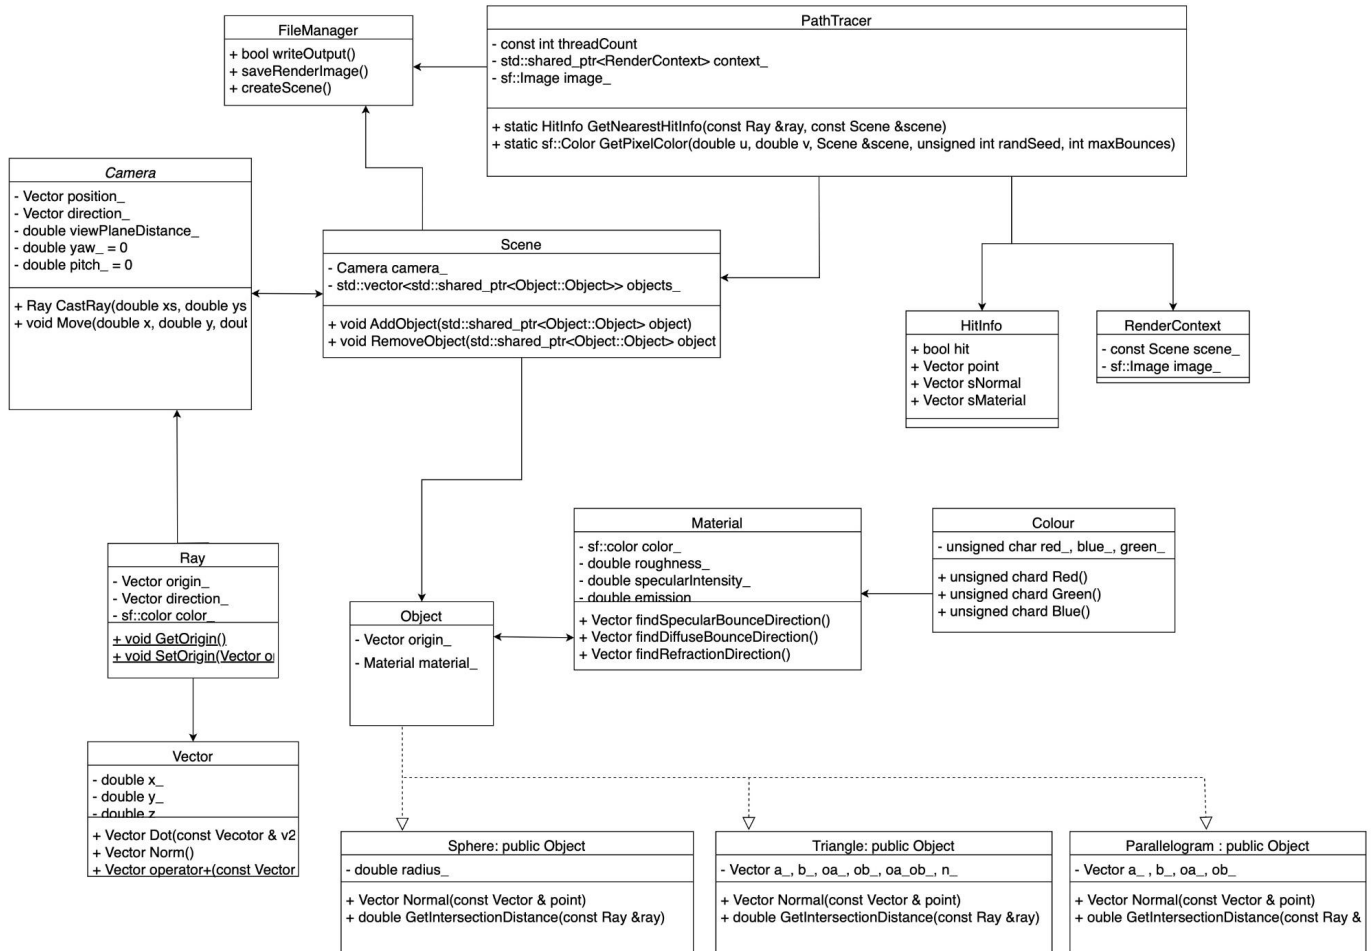 FileManager
+ bool writeOutput()
+ saveRenderImage()
+ createScene()
PathTracer
- const int threadCount
- std::shared_ptr<RenderContext> context_
- sf::Image image_
+ static HitInfo GetNearestHitInfo(const Ray &ray, const Scene &scene)
+ static sf::Color GetPixelColor(double u, double v, Scene &scene, unsigned int randSeed, int maxBounces)
Camera
- Vector position_
- Vector direction_
- double viewPlaneDistance_
- double yaw_ = 0
- double pitch_ = 0
+ Ray CastRay(double xs, double ys
+ void Move(double x, double y, doul
Scene
- Camera camera_
- std::vector<std::shared_ptr<Object::Object>> objects_
+ void AddObject(std::shared_ptr<Object::Object> object)
+ void RemoveObject(std::shared_ptr<Object::Object> object
HitInfo
+ bool hit
+ Vector point
+ Vector sNormal
+ Vector sMaterial
RenderContext
- const Scene scene_
- sf::Image image_
Ray
- Vector origin_
- Vector direction_
- sf::color color_
+ void GetOrigin()
+ void SetOrigin(Vector o
Object
- Vector origin_
- Material material_
Material
- sf::color color_
- double roughness_
- double specularIntensity_
- double emission
+ Vector findSpecularBounceDirection()
+ Vector findDiffuseBounceDirection()
+ Vector findRefractionDirection()
Colour
- unsigned char red_, blue_, green_
+ unsigned chard Red()
+ unsigned chard Green()
+ unsigned chard Blue()
Vector
- double x_
- double y_
- double z
+ Vector Dot(const Vecotor & v2
+ Vector Norm()
+ Vector operator+(const Vector
Sphere: public Object
- double radius_
+ Vector Normal(const Vector & point)
+ double GetIntersectionDistance(const Ray &ray)
Triangle: public Object
- Vector a_, b_, oa_, ob_, oa_ob_, n_
+ Vector Normal(const Vector & point)
+ double GetIntersectionDistance(const Ray &ray)
Parallelogram : public Object
- Vector a_ , b_, oa_, ob_
+ Vector Normal(const Vector & point)
+ ouble GetIntersectionDistance(const Ray &